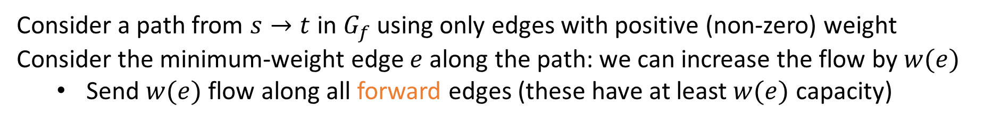 Consider a path from s → t in G_f using only edges with positive (non-zero) weight
Consider the minimum-weight edge e along the path: we can increase the flow by w(e)
• Send w(e) flow along all forward edges (these have at least w(e) capacity)